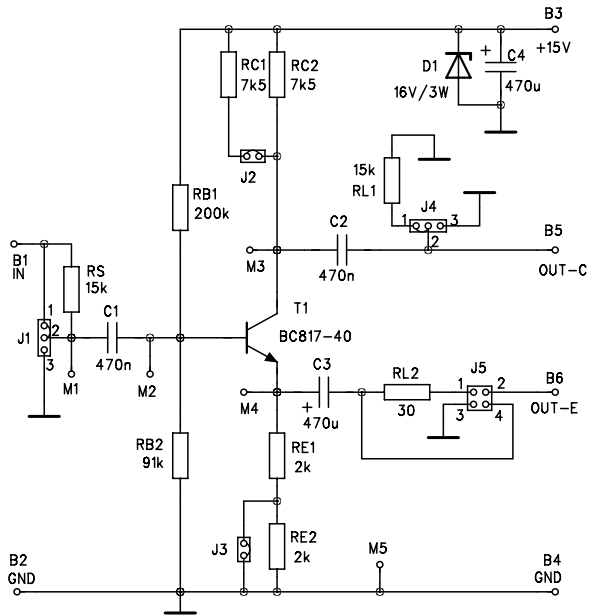 B3
+15V
RC1
7k5
RC2
7k5
D1
16V/3W
+
C4
470u
J2
15k
RL1
J4
1
3
2
RB1
200k
B1
IN
RS
15k
C2
M3
470n
B5
OUT-C
T1
BC817-40
C1
470n
J1
1
2
3
M1
M2
C3
M4
+
470u
RL2
30
J5
1
2
3
4
B6
OUT-E
RB2
91k
RE1
2k
J3
RE2
2k
M5
B2
GND
B4
GND